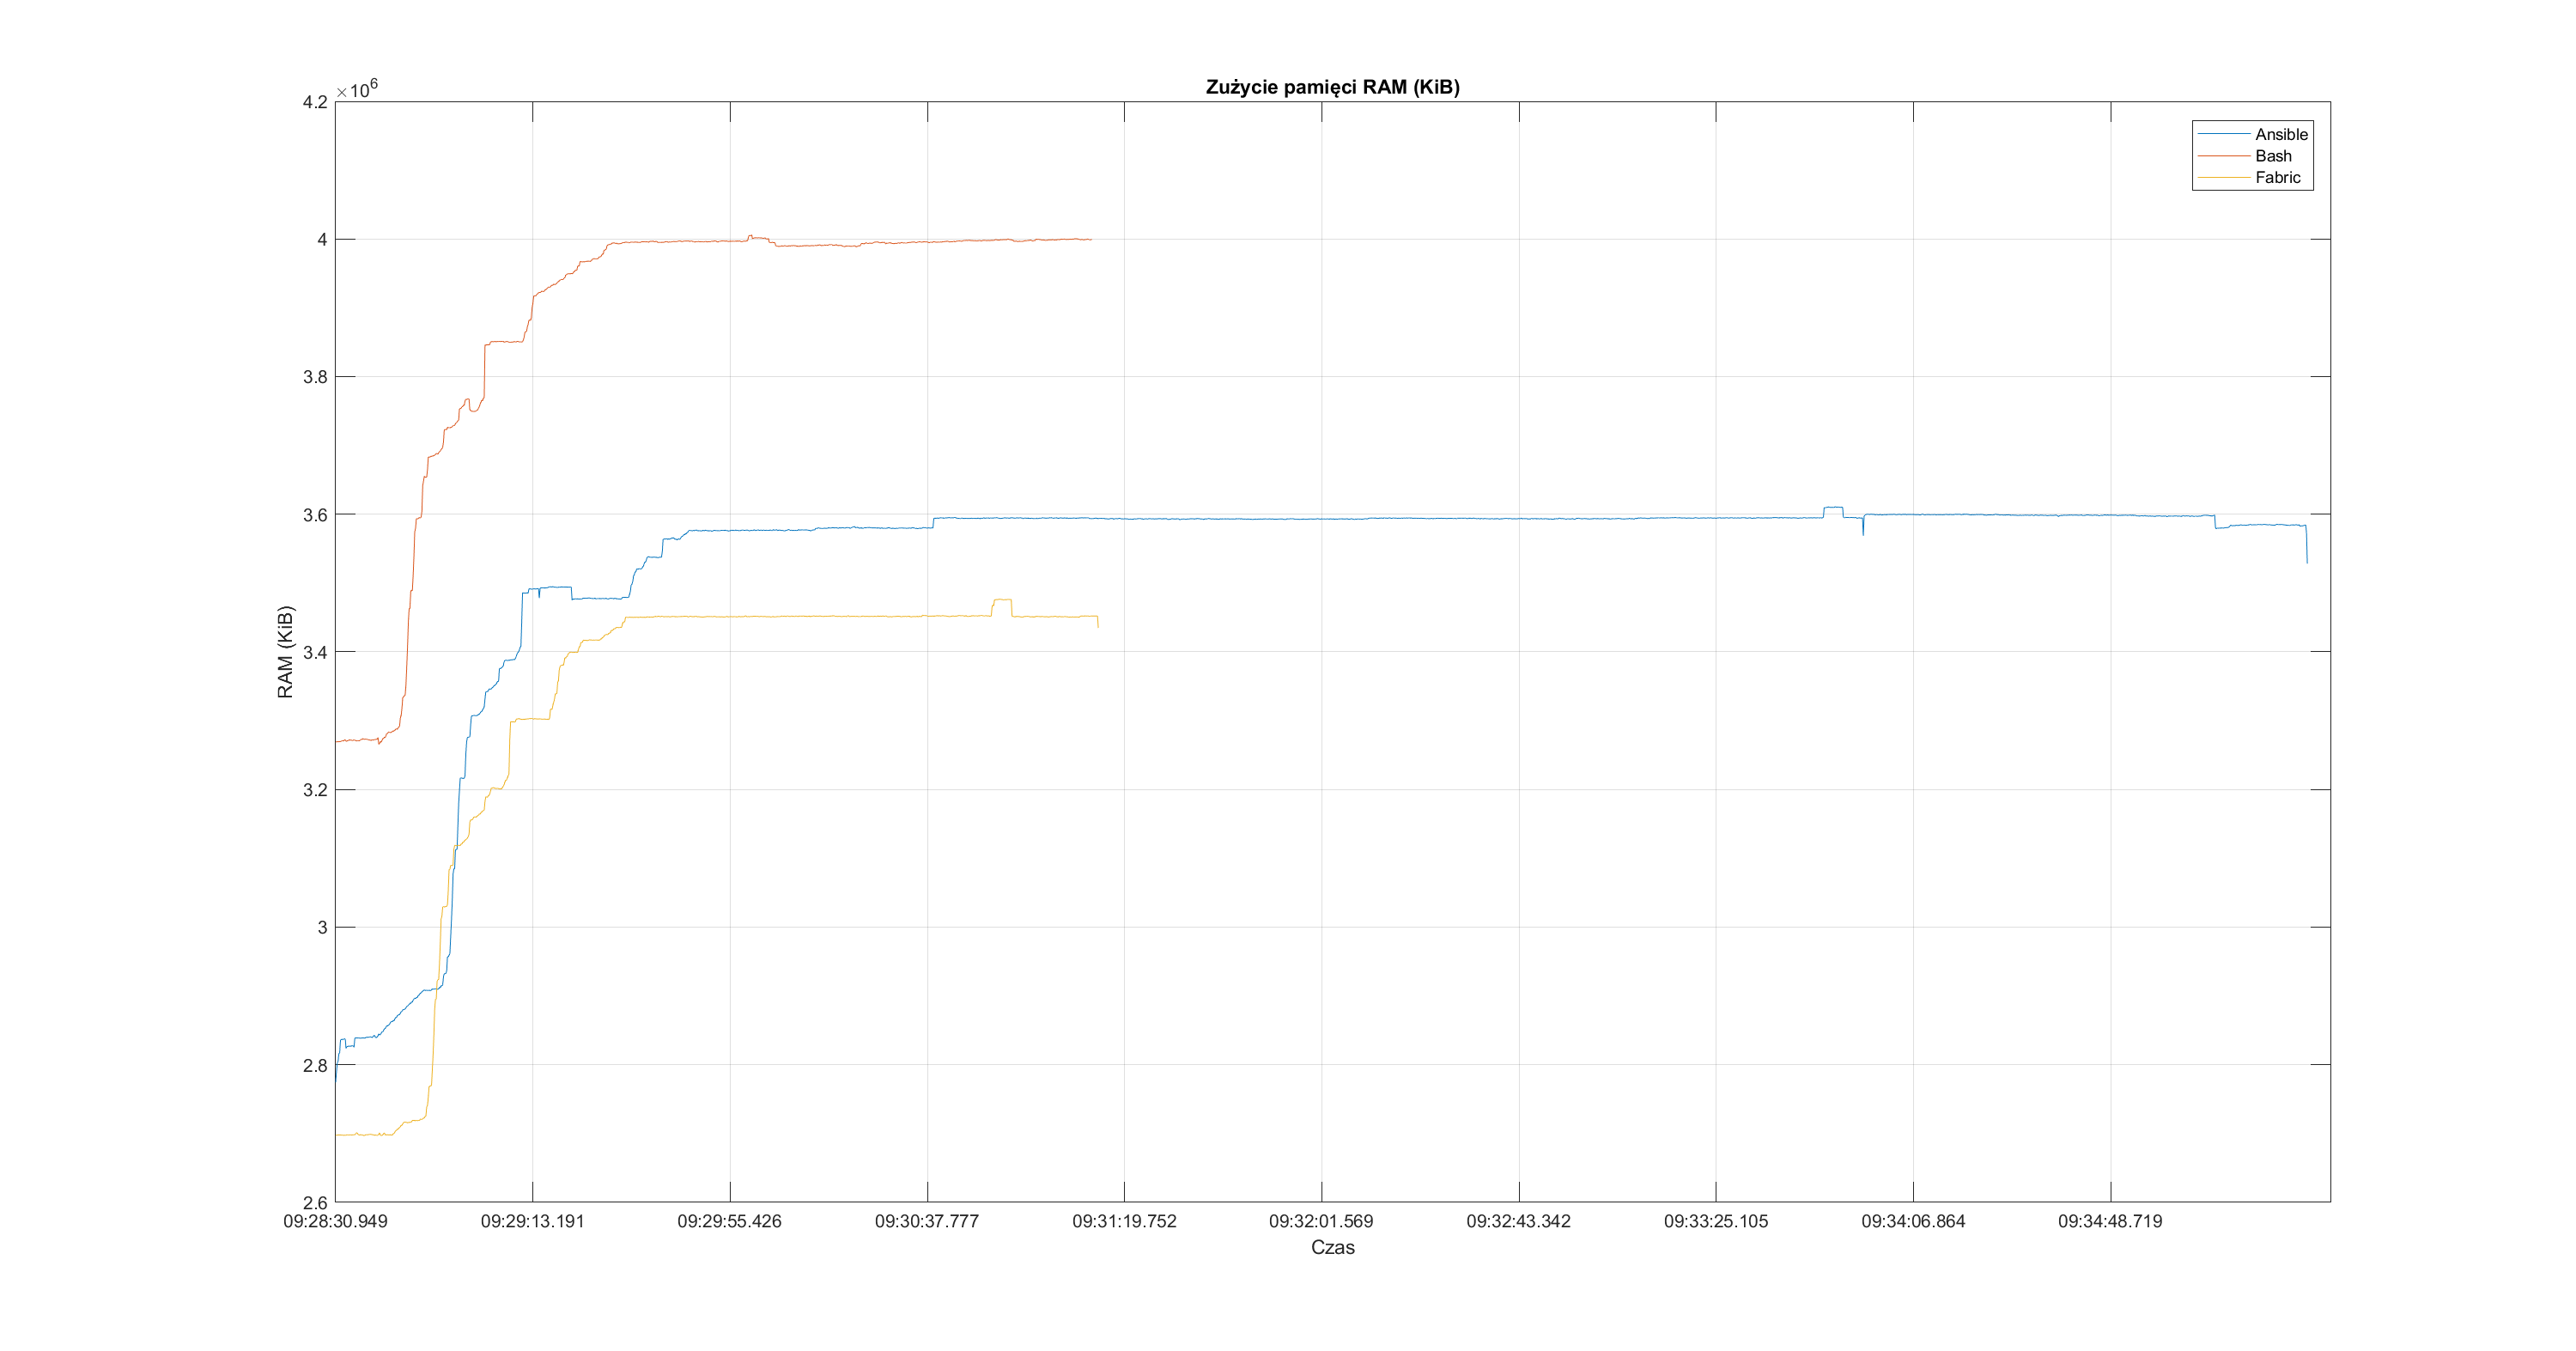 Zużycie pamięci RAM (KiB)
×10⁶
4.2
4
3.8
3.6
3.4
3.2
3
2.8
2.6
RAM (KiB)
Ansible
Bash
Fabric
09:28:30.949 09:29:13.191 09:29:55.426 09:30:37.777 09:31:19.752 09:32:01.569 09:32:43.342 09:33:25.105 09:34:06.864 09:34:48.719
Czas